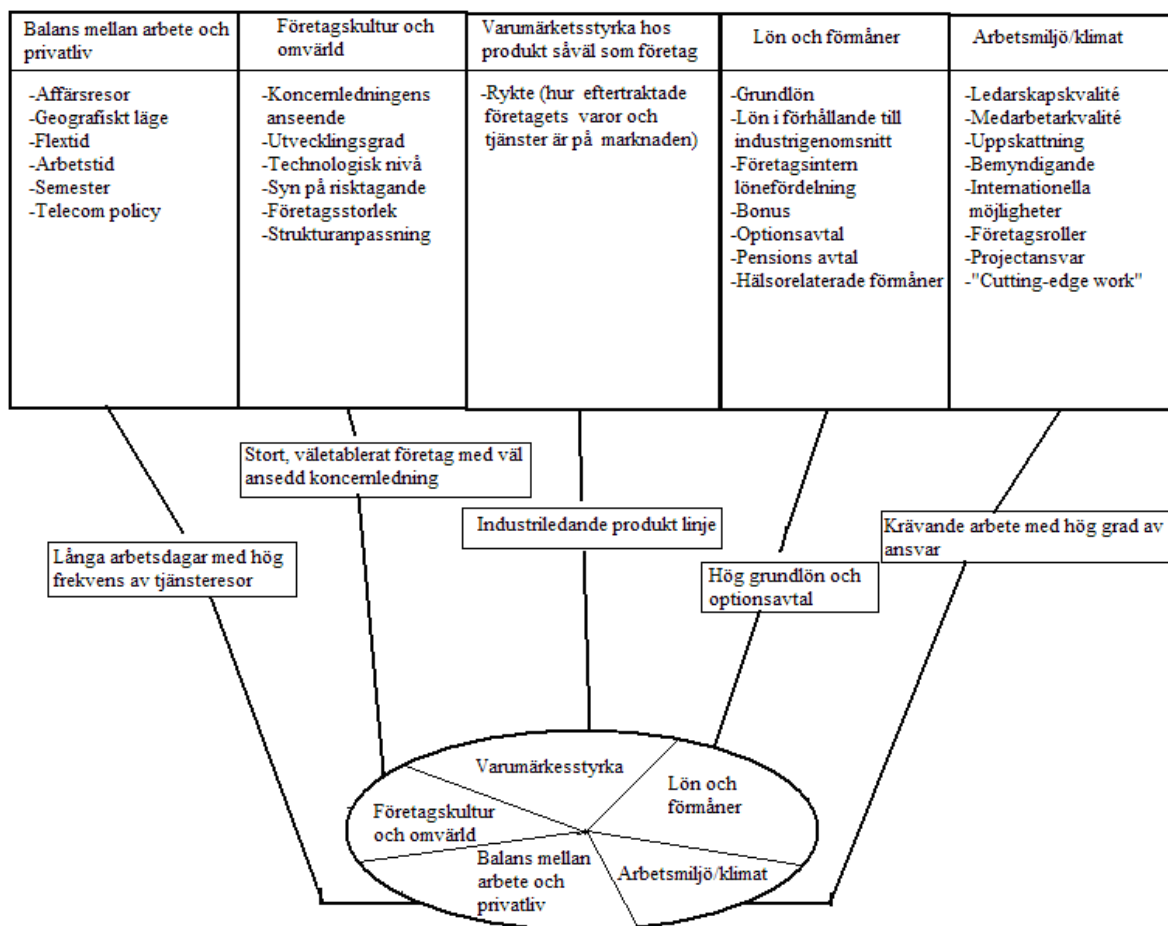 Balans mellan arbete och
privatliv
-Affärsresor
-Geografiskt läge
-Flextid
-Arbetstid
-Semester
-Telecom policy
Företagskultur och
omvärld
-Koncernledningens
anseende
-Utvecklingsgrad
-Technologisk nivå
-Syn på risktagande
-Företagsstorlek
-Strukturanpassning
Varumärketsstyrka hos
produkt såväl som företag
-Rykte (hur eftertraktade
företagets varor och
tjänster är på marknaden)
Lön och förmåner
-Grundlön
-Lön i förhållande till
industrigenomsnitt
-Företagsintern
lönefördelning
-Bonus
-Optionsavtal
-Pensions avtal
-Hälsorelaterade förmåner
Arbetsmiljö/klimat
-Ledarskapskvalité
-Medarbetarkvalité
-Uppskattning
-Bemyndigande
-Internationella
möjligheter
-Företagsroller
-Projectansvar
-"Cutting-edge work"
Stort, väletablerat företag med väl
ansedd koncernledning
Industriledande produkt linje
Krävande arbete med hög grad av
ansvar
Långa arbetsdagar med hög
frekvens av tjänsteresor
Hög grundlön och
optionsavtal
Varumärkesstyrka
Lön och
förmåner
Företagskultur
och omvärld
Balans mellan
arbete och
privatliv
Arbetsmiljö/klimat